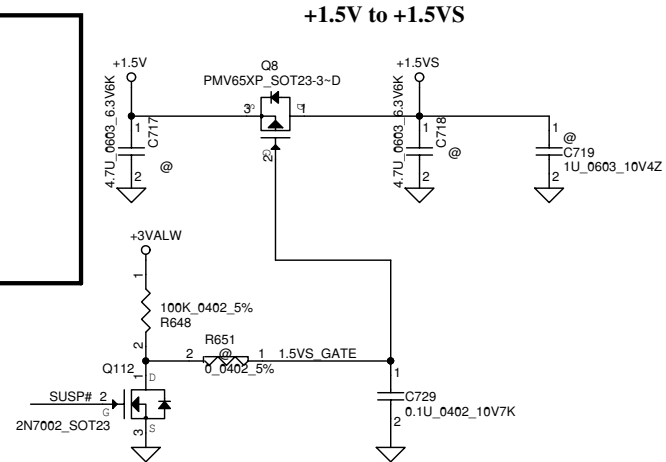 +1.5V to +1.5VS
+1.5V
Q8
PMV65XP_SOT23-3~D
+1.5VS
4.7U_0603_6.3V6K
1
C717
@
2
3
S
D
1
G
2
4.7U_0603_6.3V6K
1
C718
@
2
1
@
C719
1U_0603_10V4Z
2
+3VALW
1
100K_0402_5%
R648
2
R651
2
@
1
1.5VS_GATE
0_0402_5%
Q112
1
D
SUSP#
2
G
2N7002_SOT23
3
S
1
C729
0.1U_0402_10V7K
2